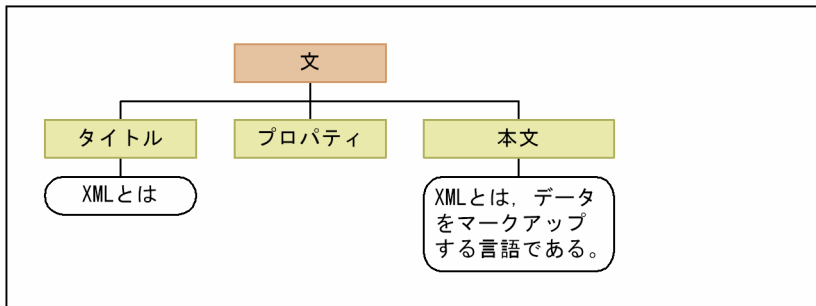 文
タイトル
プロパティ
本文
XMLとは
XMLとは，データ
をマークアップ
する言語である。